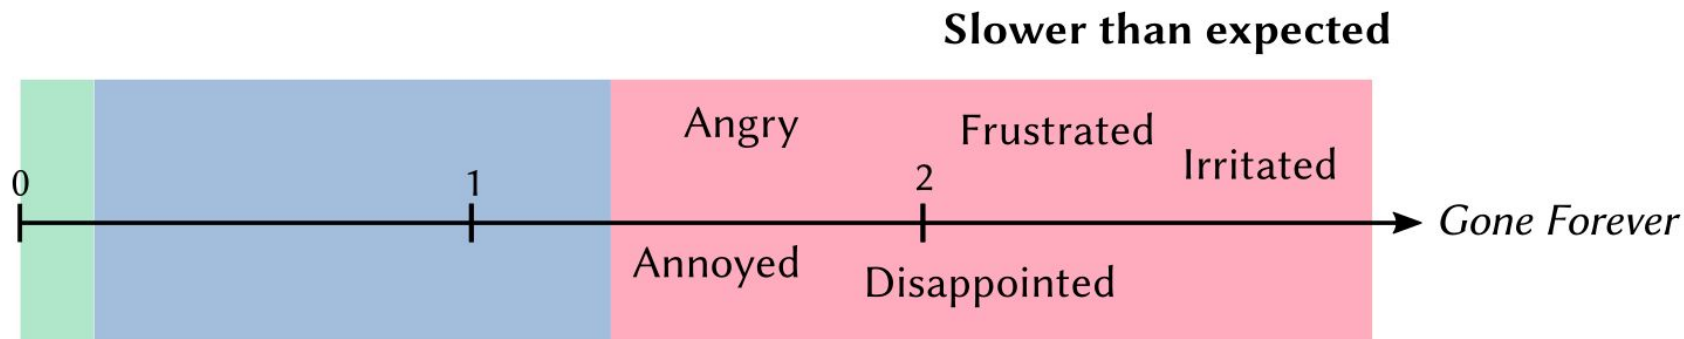 Slower than expected
Angry
Frustrated
Irritated
0
1
2
Gone Forever
Annoyed
Disappointed